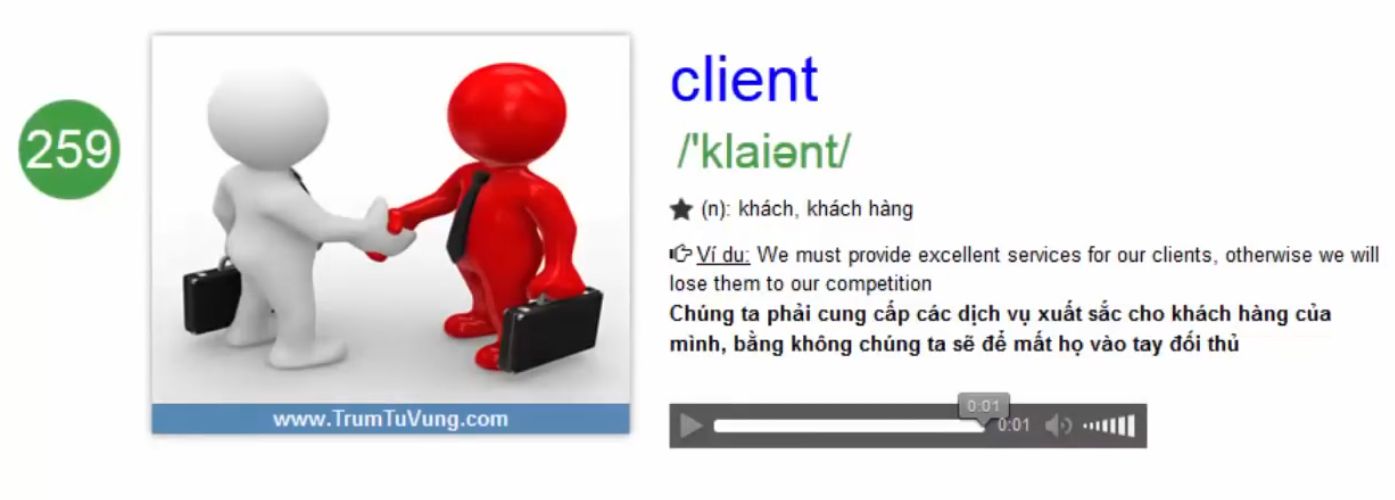 259
client
/'klaiənt/
(n): khách, khách hàng
Ví du: We must provide excellent services for our clients, otherwise we will
lose them to our competition
Chúng ta phải cung cấp các dịch vụ xuất sắc cho khách hàng của
mình, bằng không chúng ta sẽ để mất họ vào tay đối thủ
www.TrumTuVung.com
0:01
0:01